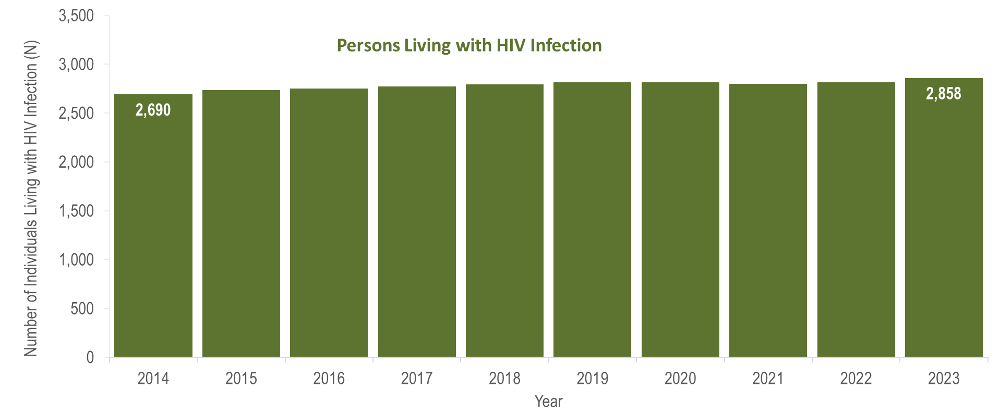 Persons Living with HIV Infection
Number of Individuals Living with HIV Infection (N)
3,500
3,000
2,500
2,000
1,500
1,000
500
0
2,690
2,858
2014 2015 2016 2017 2018 2019 2020 2021 2022 2023
Year